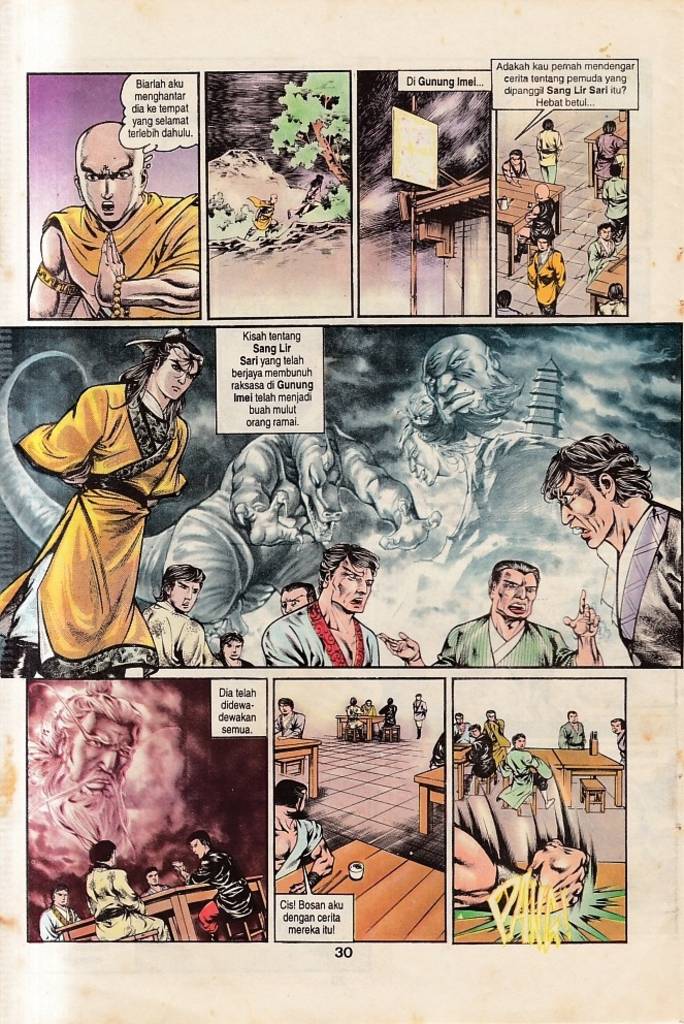 Biarlah aku
menghantar
dia ke tempat
yang selamat
terlebih dahulu.
Di Gunung Imei...
Adakah kau pernah mendengar
cerita tentang pemuda yang
dipanggil Sang Lir Sari itu?
Hebat betul...
Kisah tentang
Sang Lir
Sari yang telah
berjaya membunuh
raksasa di Gunung
Imei telah menjadi
buah mulut
orang ramai.
Dia telah
didewa-
dewakan
semua.
Cis! Bosan aku
dengan cerita
mereka itu!
30